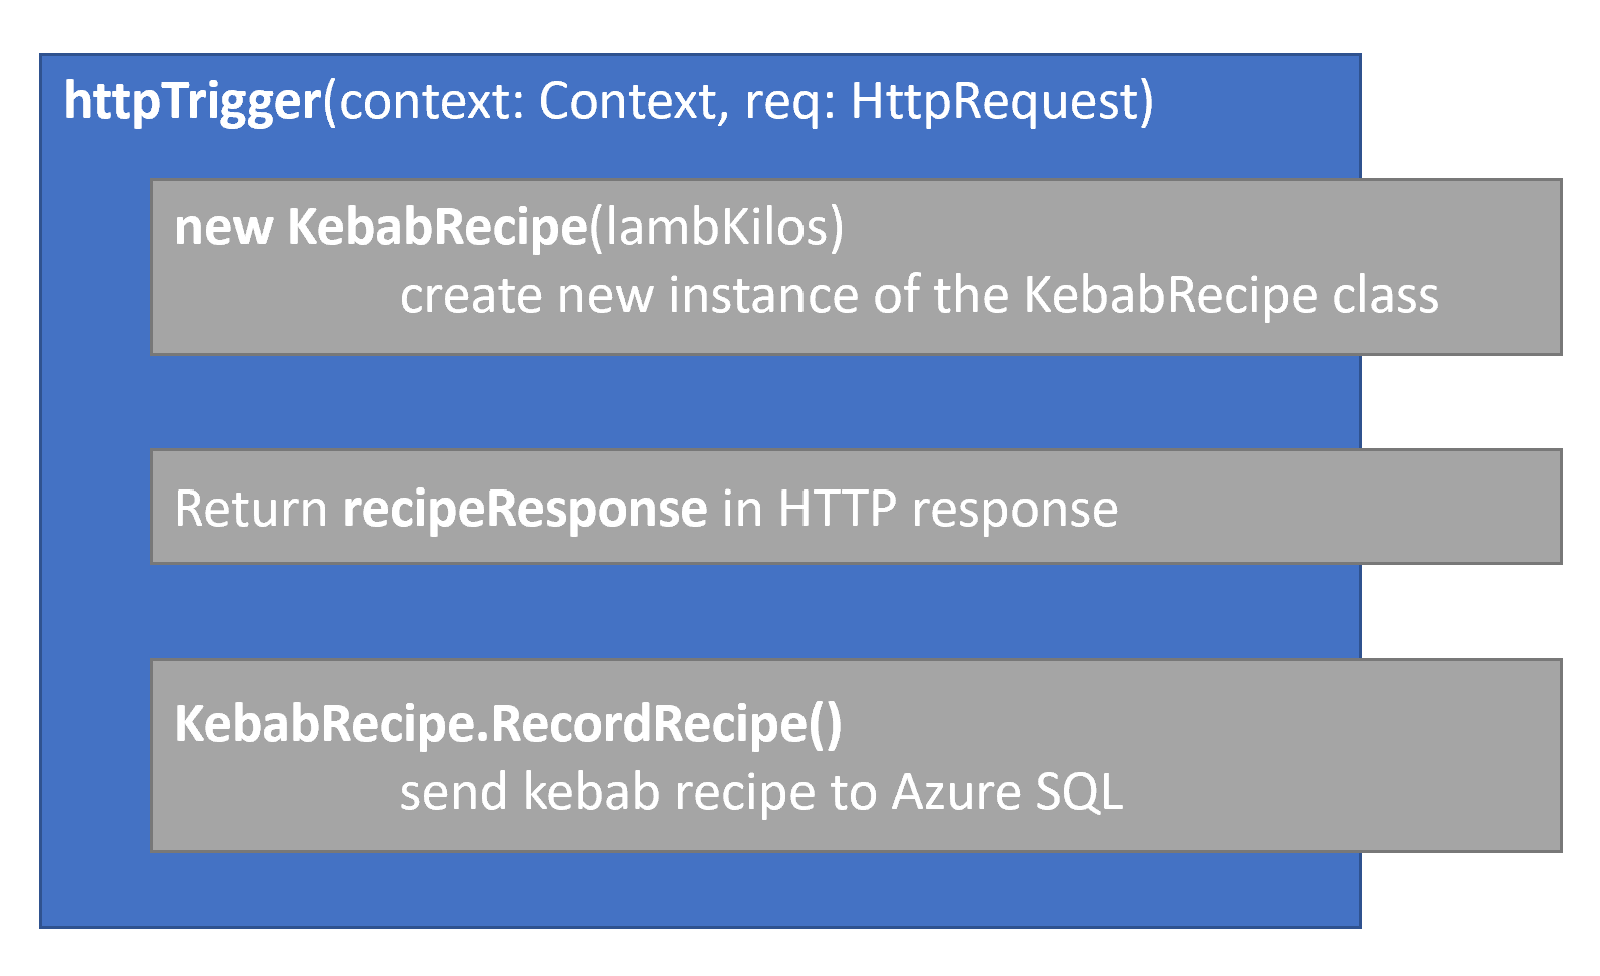 httpTrigger(context: Context, req: HttpRequest)
new KebabRecipe(lambKilos)
create new instance of the KebabRecipe class
Return recipeResponse in HTTP response
KebabRecipe.RecordRecipe()
send kebab recipe to Azure SQL